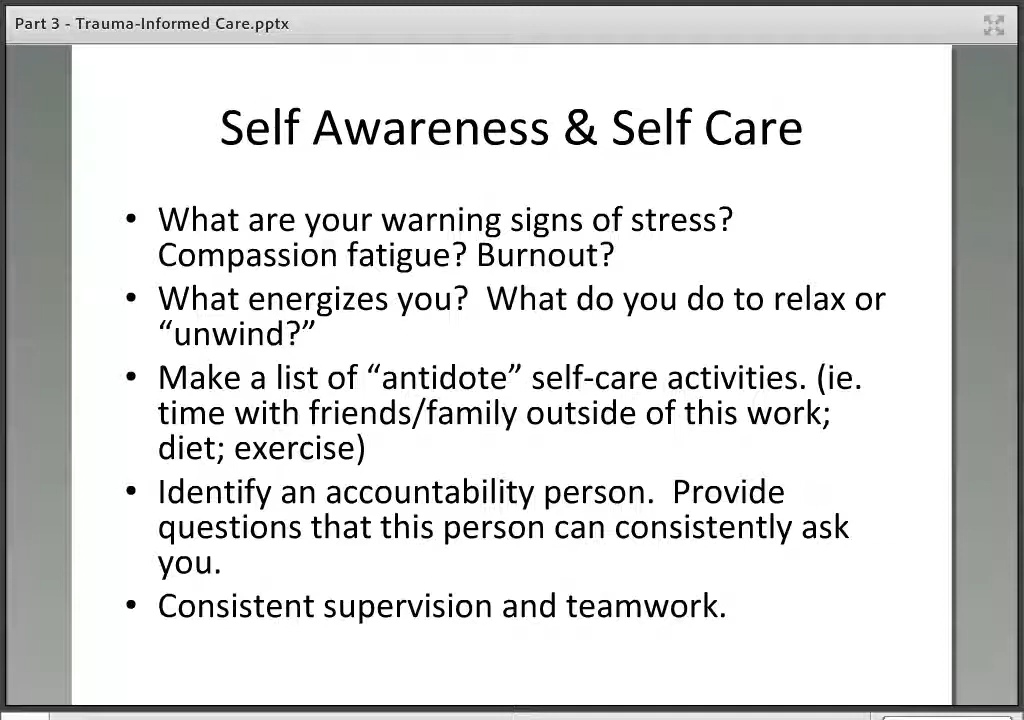 Part 3 - Trauma-Informed Care.pptx
Self Awareness & Self Care
• What are your warning signs of stress?
Compassion fatigue? Burnout?
• What energizes you?  What do you do to relax or
“unwind?”
• Make a list of “antidote” self-care activities. (ie.
time with friends/family outside of this work;
diet; exercise)
• Identify an accountability person.  Provide
questions that this person can consistently ask
you.
• Consistent supervision and teamwork.